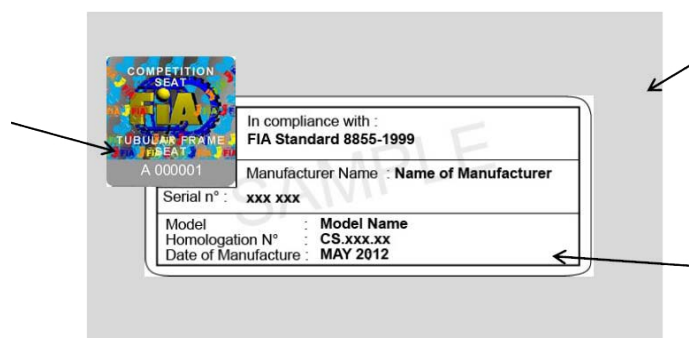 COMPETITION
SEAT
FIA
TUBULAR FRAME
SEAT
A 000001
In compliance with :
FIA Standard 8855-1999
Manufacturer Name : Name of Manufacturer
Serial n° : xxx xxx
Model : Model Name
Homologation N° : CS.xxx.xx
Date of Manufacture : MAY 2012
SAMPLE